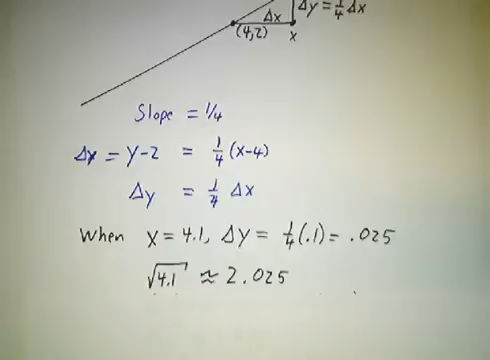 Δx
Δy = 1/4 Δx
(4,2)
x
Slope = 1/4
Δx = y-2 = 1/4 (x-4)
Δy = 1/4 Δx
When x = 4.1, Δy = 1/4 (.1) = .025
√4.1 ≈ 2.025